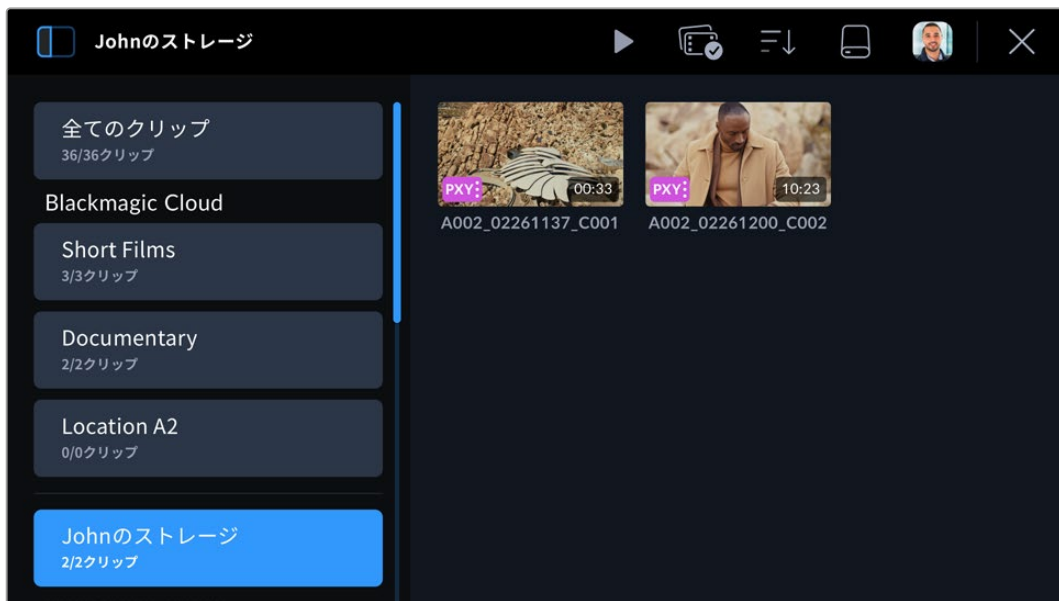 Johnのストレージ
全てのクリップ
36/36クリップ
Blackmagic Cloud
Short Films
3/3クリップ
Documentary
2/2クリップ
Location A2
0/0クリップ
Johnのストレージ
2/2クリップ
PXY
00:33
A002_02261137_C001
PXY
10:23
A002_02261200_C002